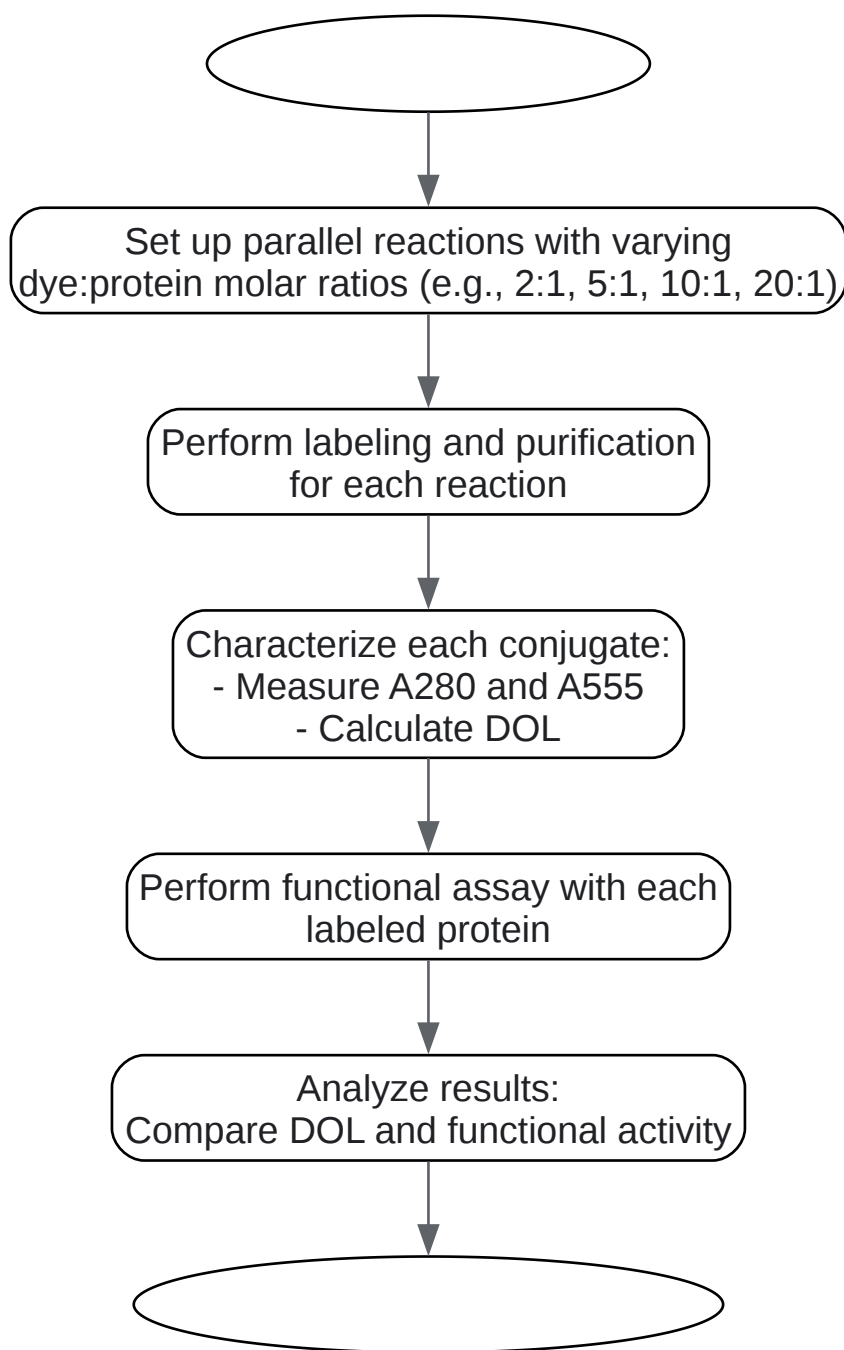 Set up parallel reactions with varying
dye:protein molar ratios (e.g., 2:1, 5:1, 10:1, 20:1)
Perform labeling and purification
for each reaction
Characterize each conjugate:
- Measure A280 and A555
- Calculate DOL
Perform functional assay with each
labeled protein
Analyze results:
Compare DOL and functional activity